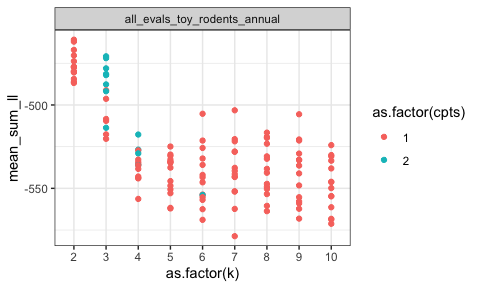 all_evals_toy_rodents_annual
mean_sum_ll
-500
-550
2 3 4 5 6 7 8 9 10
as.factor(k)
as.factor(cpts)
1
2